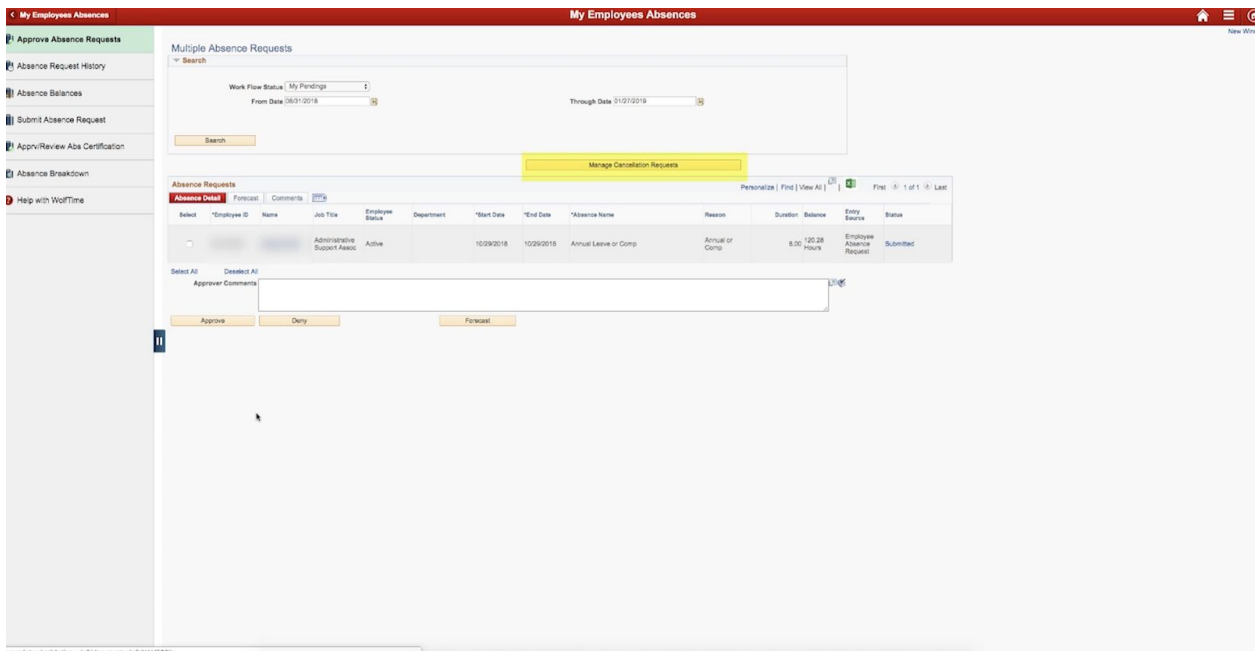 My Employees Absences
My Employees Absences
New Win
Approve Absence Requests
Absence Request History
Absence Balances
Submit Absence Request
Apprv/Review Abs Certification
Absence Breakdown
Help with WolfTime
Multiple Absence Requests
Search
Work Flow Status My Pendings
From Date 08/31/2018 Through Date 01/27/2019
Search
Manage Cancellation Requests
Absence Requests Personalize | Find | View All | | First 1 of 1 Last
Absence Detail Forecast Comments
Select *Employee ID Name Job Title Employee Status Department *Start Date *End Date *Absence Name Reason Duration Balance Entry Source Status
Administrative Support Assoc Active 10/29/2018 10/29/2018 Annual Leave or Comp Annual or Comp 8.00 120.28 Hours Employee Absence Request Submitted
Select All Deselect All
Approver Comments
Approve Deny Forecast